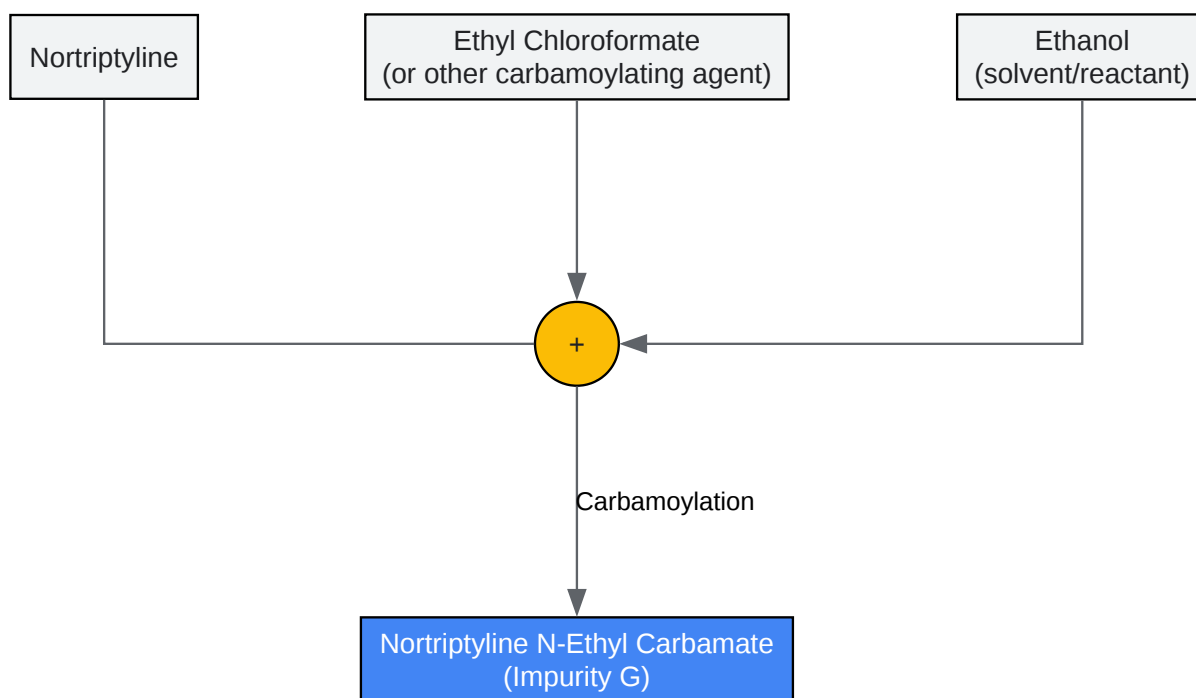 Nortriptyline
Ethyl Chloroformate
(or other carbamoylating agent)
Ethanol
(solvent/reactant)
+
Carbamoylation
Nortriptyline N-Ethyl Carbamate
(Impurity G)